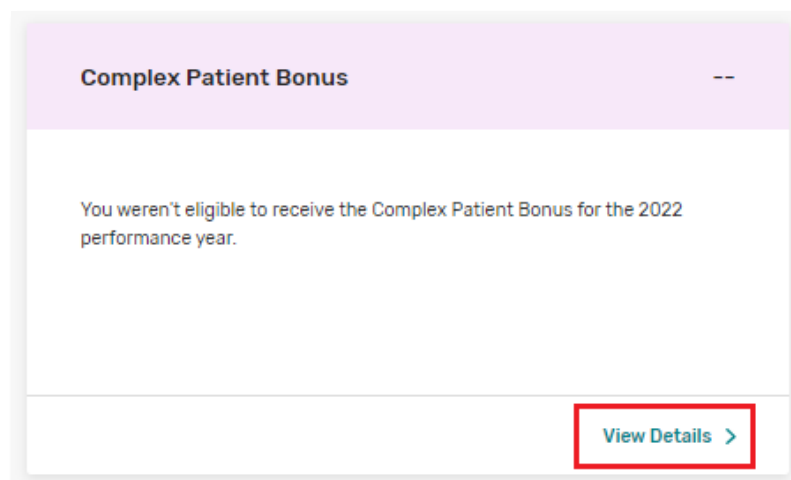 Complex Patient Bonus --
You weren't eligible to receive the Complex Patient Bonus for the 2022
performance year.
View Details >